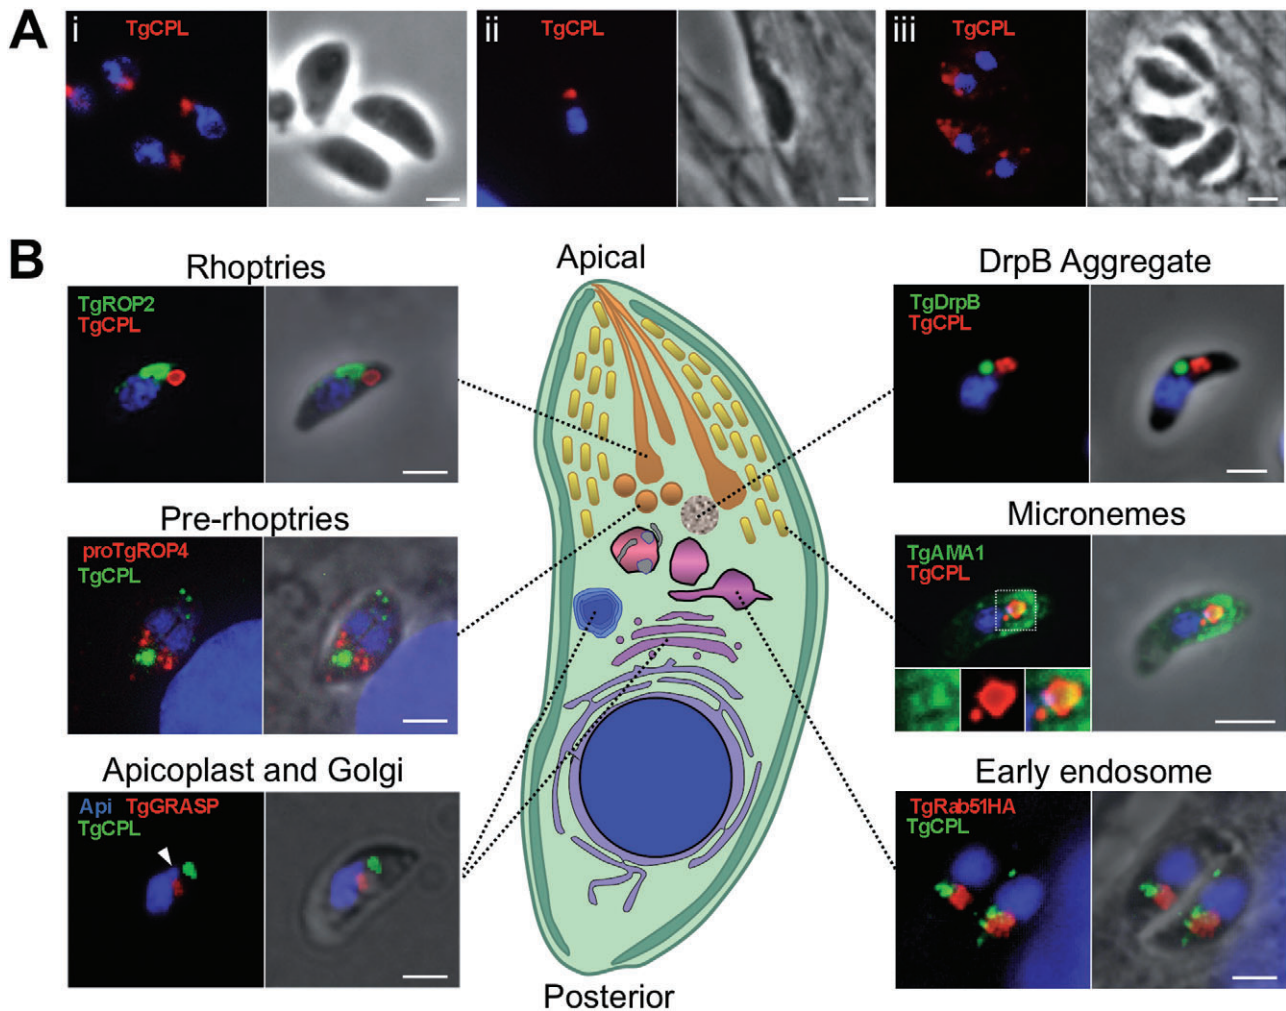 A
i
TgCPL
ii
TgCPL
iii
TgCPL
B
Rhoptries
TgROP2
TgCPL
Apical
DrpB Aggregate
TgDrpB
TgCPL
Pre-rhoptries
proTgROP4
TgCPL
Micronemes
TgAMA1
TgCPL
Apicoplast and Golgi
Api TgGRASP
TgCPL
Early endosome
TgRab51HA
TgCPL
Posterior